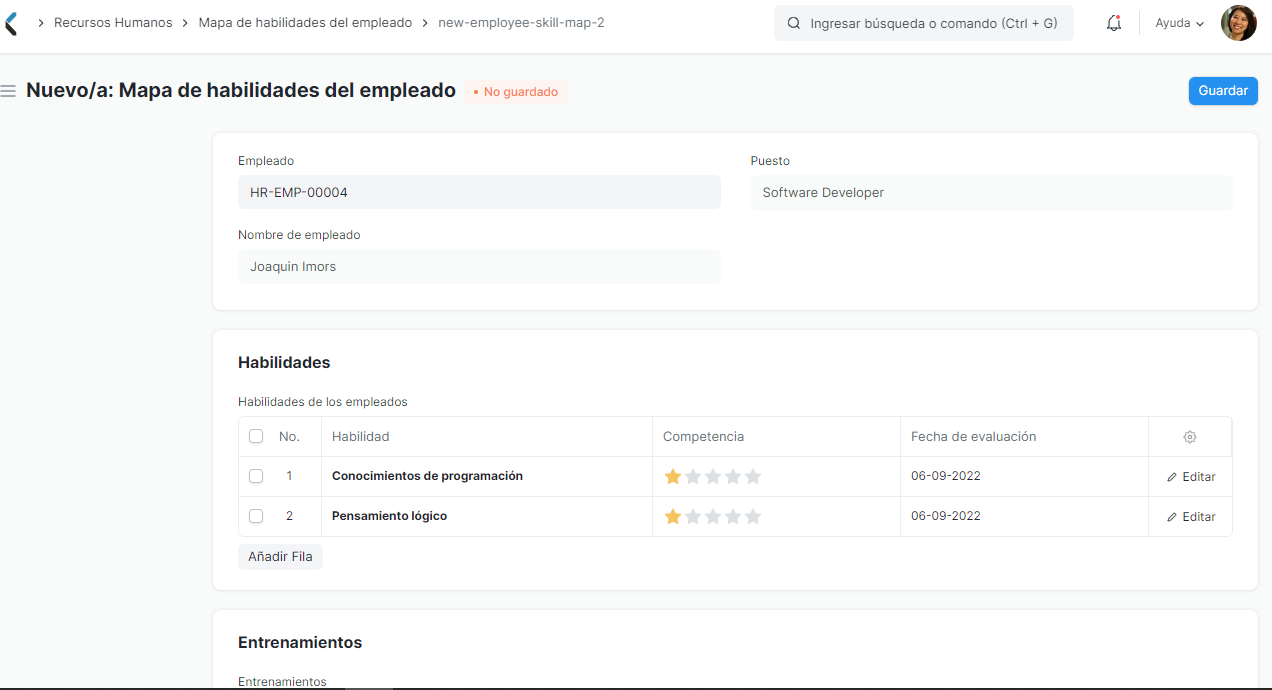 Recursos Humanos > Mapa de habilidades del empleado > new-employee-skill-map-2
Ingresar búsqueda o comando (Ctrl + G)
Ayuda
Nuevo/a: Mapa de habilidades del empleado
• No guardado
Guardar
Empleado
HR-EMP-00004
Puesto
Software Developer
Nombre de empleado
Joaquin Imors
Habilidades
Habilidades de los empleados
No. Habilidad Competencia Fecha de evaluación
1 Conocimientos de programación 06-09-2022 Editar
2 Pensamiento lógico 06-09-2022 Editar
Añadir Fila
Entrenamientos
Entrenamientos